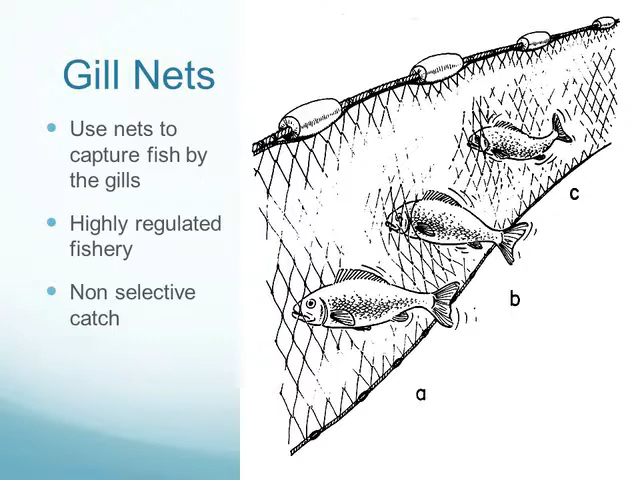 Gill Nets
Use nets to
capture fish by
the gills
Highly regulated
fishery
Non selective
catch
c
b
a